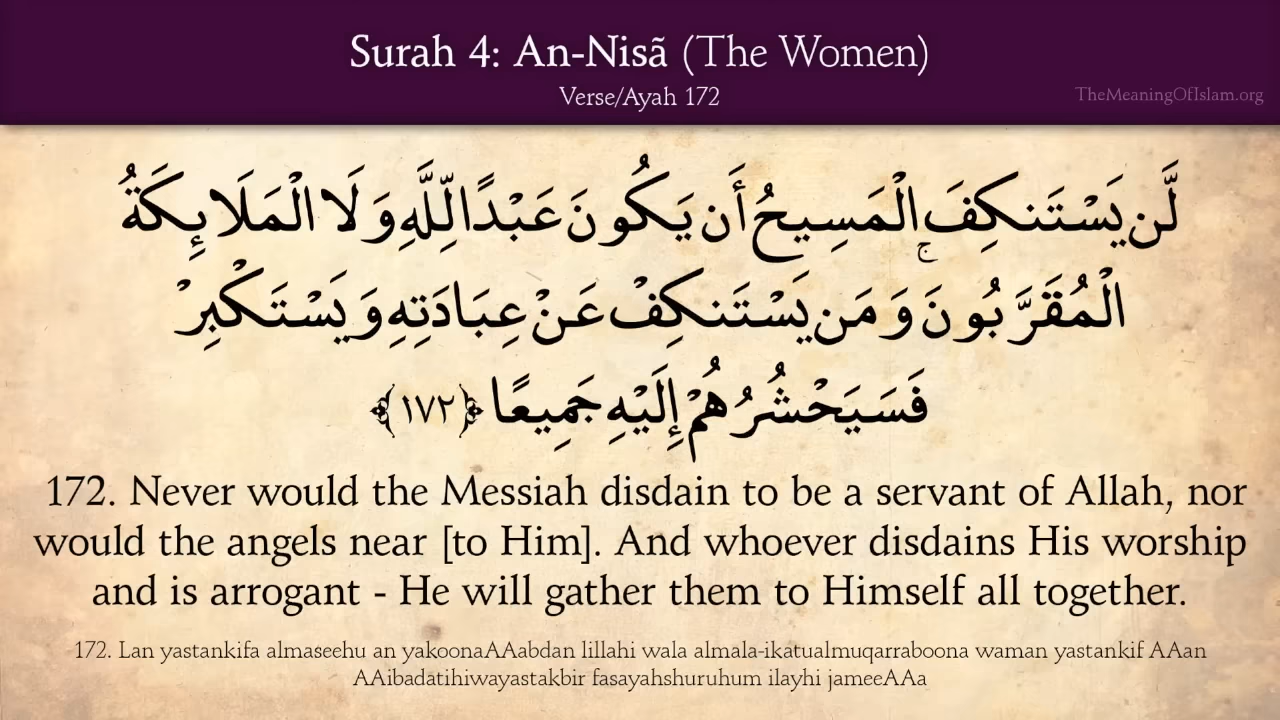 Surah 4: An-Nisã (The Women)
Verse/Ayah 172
TheMeaningOfIslam.org
لَّن يَسْتَنكِفَ الْمَسِيحُ أَن يَكُونَ عَبْدًا لِّلَّهِ وَلَا الْمَلَائِكَةُ
الْمُقَرَّبُونَ ۚ وَمَن يَسْتَنكِفْ عَنْ عِبَادَتِهِ وَيَسْتَكْبِرْ
فَسَيَحْشُرُهُمْ إِلَيْهِ جَمِيعًا ﴿١٧٢﴾
172. Never would the Messiah disdain to be a servant of Allah, nor
would the angels near [to Him]. And whoever disdains His worship
and is arrogant - He will gather them to Himself all together.
172. Lan yastankifa almaseehu an yakoonaAAabdan lillahi wala almala-ikatualmuqarraboona waman yastankif AAan
AAibadatihiwayastakbir fasayahshuruhum ilayhi jameeAAa